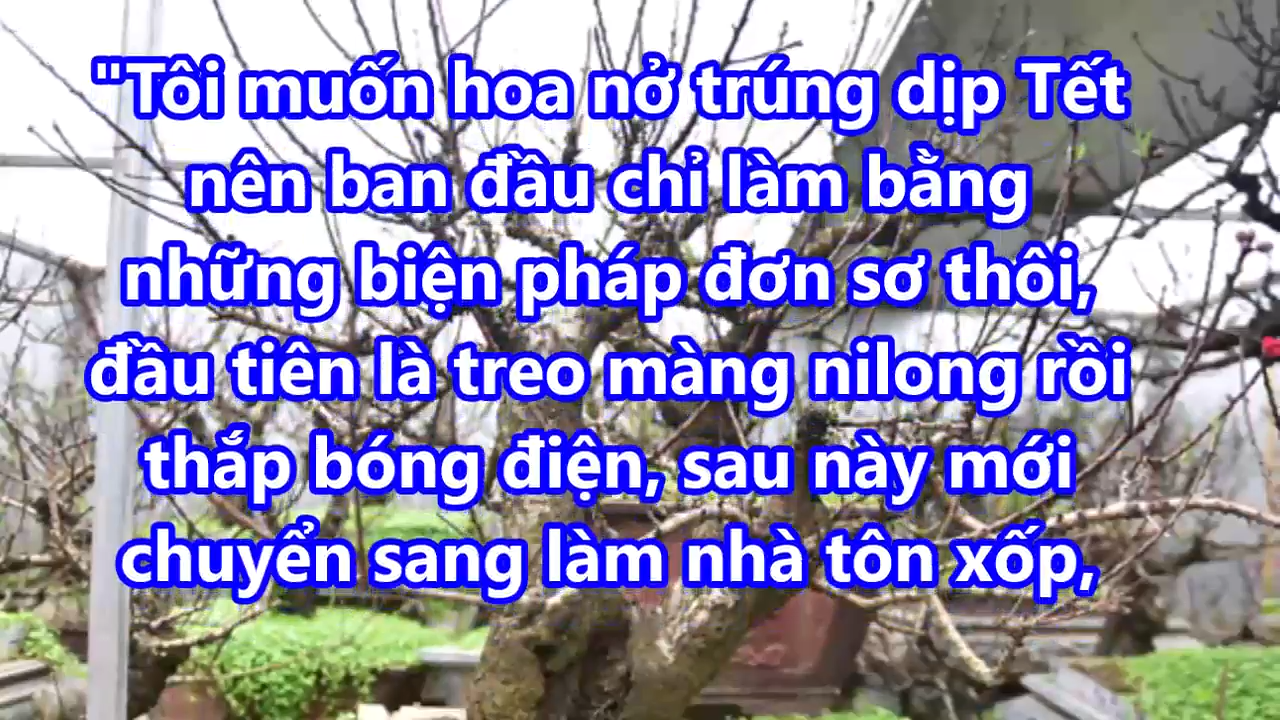 "Tôi muốn hoa nở trúng dịp Tết
nên ban đầu chỉ làm bằng
những biện pháp đơn sơ thôi,
đầu tiên là treo màng nilong rồi
thắp bóng điện, sau này mới
chuyển sang làm nhà tôn xốp,